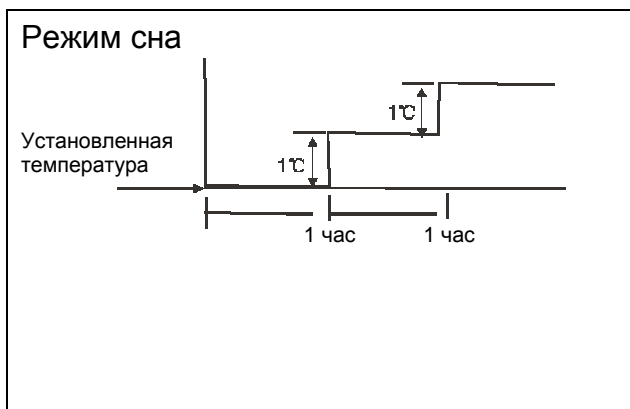 Режим сна
1℃
Установленная
температура
1℃
1 час
1 час